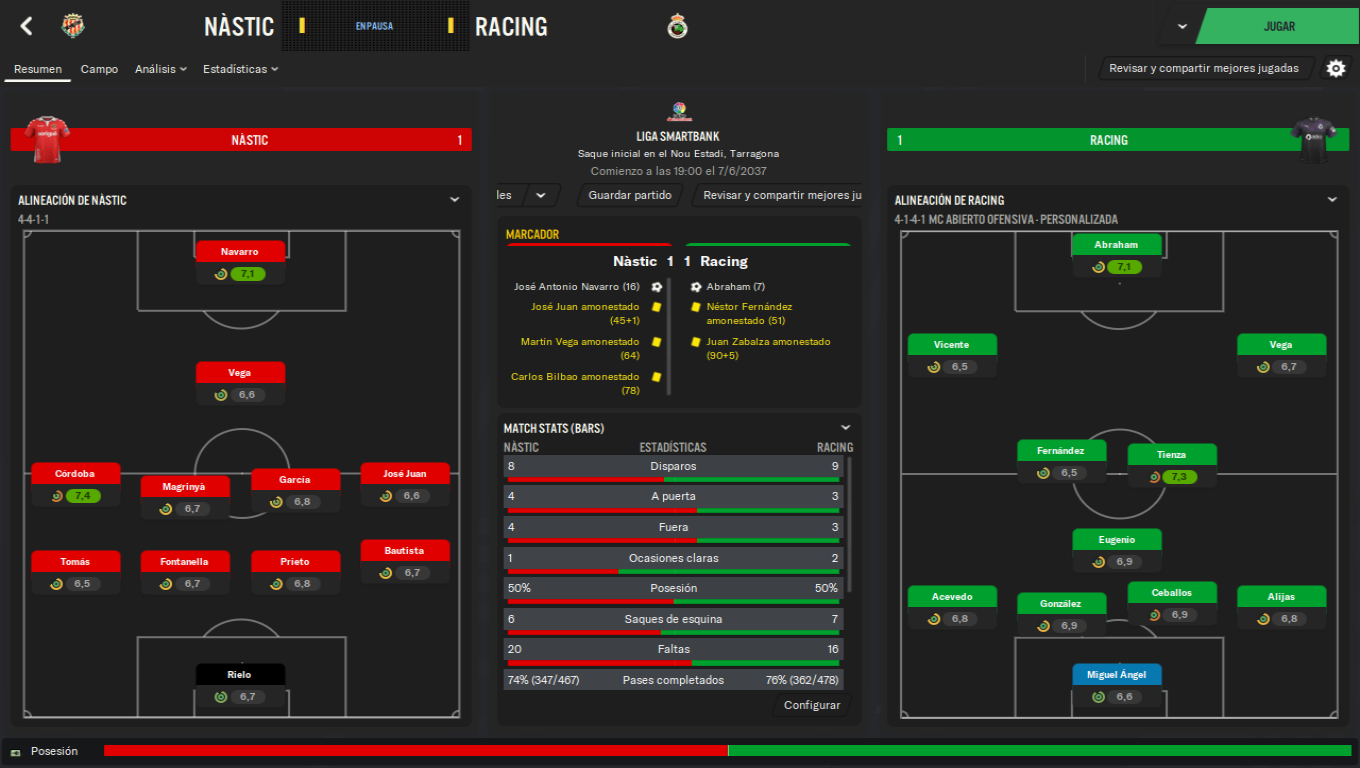 NÀSTIC
EN PAUSA
RACING
JUGAR
Resumen
Campo
Análisis
Estadísticas
Revisar y compartir mejores jugadas
NÀSTIC
1
LIGA SMARTBANK
Saque inicial en el Nou Estadi, Tarragona
Comienzo a las 19:00 el 7/6/2037
1
RACING
les
Guardar partido
Revisar y compartir mejores ju
ALINEACIÓN DE NÀSTIC
4-4-1-1
Navarro
7,1
Vega
6,6
Córdoba
7,4
Magrinyà
6,7
García
6,8
José Juan
6,6
Tomás
6,5
Fontanella
6,7
Prieto
6,8
Bautista
6,7
Rielo
6,7
MARCADOR
Nàstic 1 1 Racing
José Antonio Navarro (16)
Abraham (7)
José Juan amonestado
(45+1)
Néstor Fernández
amonestado (51)
Martín Vega amonestado
(64)
Juan Zabalza amonestado
(90+5)
Carlos Bilbao amonestado
(78)
MATCH STATS (BARS)
NÀSTIC ESTADÍSTICAS RACING
8 Disparos 9
4 A puerta 3
4 Fuera 3
1 Ocasiones claras 2
50% Posesión 50%
6 Saques de esquina 7
20 Faltas 16
74% (347/467) Pases completados 76% (362/478)
Configurar
ALINEACIÓN DE RACING
4-1-4-1 MC ABIERTO OFENSIVA - PERSONALIZADA
Abraham
7,1
Vicente
6,5
Vega
6,7
Fernández
6,5
Tienza
7,3
Eugenio
6,9
Acevedo
6,8
González
6,9
Ceballos
6,9
Alijas
6,8
Miguel Ángel
6,6
Posesión